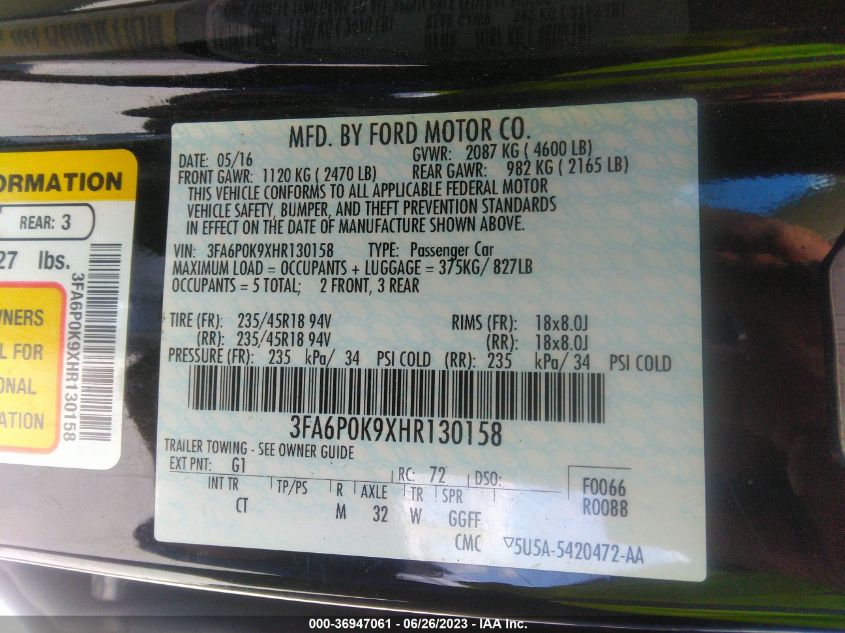 ORMATION
REAR: 3
27 lbs.
3FA6P0K9XHR130158
WNERS
L FOR
ONAL
ATION
MFD. BY FORD MOTOR CO.
DATE: 05/16 GVWR: 2087 KG ( 4600 LB)
FRONT GAWR: 1120 KG ( 2470 LB) REAR GAWR: 982 KG ( 2165 LB)
THIS VEHICLE CONFORMS TO ALL APPLICABLE FEDERAL MOTOR
VEHICLE SAFETY, BUMPER, AND THEFT PREVENTION STANDARDS
IN EFFECT ON THE DATE OF MANUFACTURE SHOWN ABOVE.
VIN: 3FA6P0K9XHR130158 TYPE: Passenger Car
MAXIMUM LOAD = OCCUPANTS + LUGGAGE = 375KG/ 827LB
OCCUPANTS = 5 TOTAL; 2 FRONT, 3 REAR
TIRE (FR): 235/45R18 94V RIMS (FR): 18x8.0J
(RR): 235/45R18 94V (RR): 18x8.0J
PRESSURE (FR): 235 kPa/ 34 PSI COLD (RR): 235 kPa/ 34 PSI COLD
3FA6P0K9XHR130158
TRAILER TOWING - SEE OWNER GUIDE
EXT PNT: G1 RC: 72 DSO: F0066
INT TR TP/PS R AXLE TR SPR R0088
CT M 32 W GGFF
CMC ▽5U5A-5420472-AA
000-36947061 - 06/26/2023 - IAA Inc.